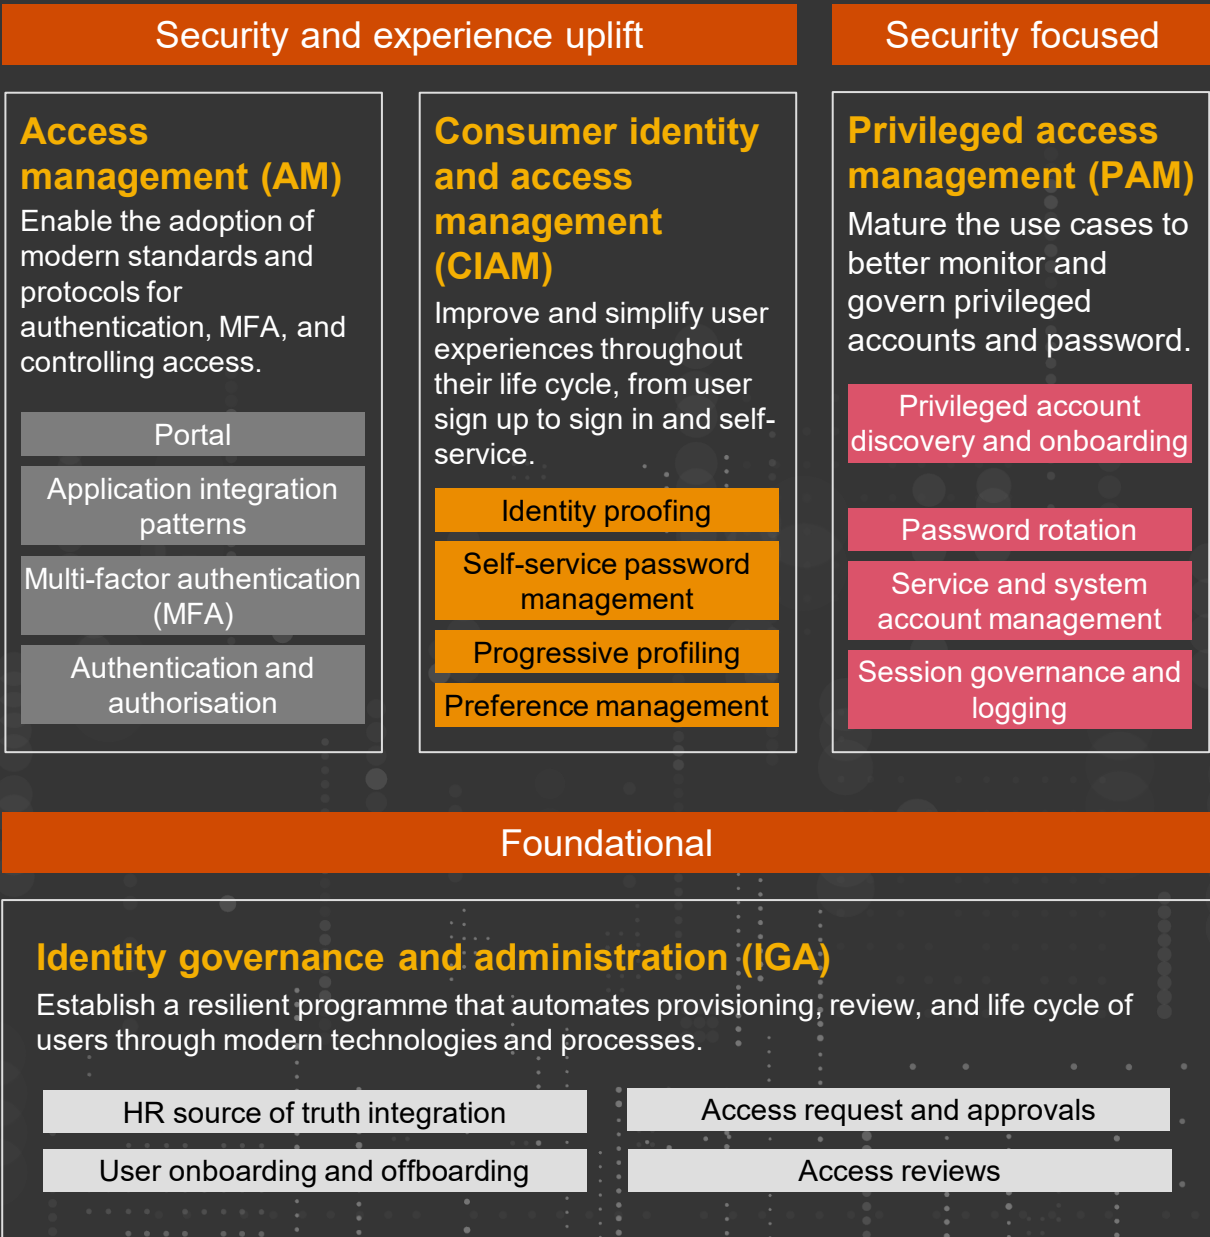 Security and experience uplift
Security focused
Access
management (AM)
Enable the adoption of
modern standards and
protocols for
authentication, MFA, and
controlling access.
Portal
Application integration
patterns
Multi-factor authentication
(MFA)
Authentication and
authorisation
Consumer identity
and access
management
(CIAM)
Improve and simplify user
experiences throughout
their life cycle, from user
sign up to sign in and self-
service.
Identity proofing
Self-service password
management
Progressive profiling
Preference management
Privileged access
management (PAM)
Mature the use cases to
better monitor and
govern privileged
accounts and password.
Privileged account
discovery and onboarding
Password rotation
Service and system
account management
Session governance and
logging
Foundational
Identity governance and administration (IGA)
Establish a resilient programme that automates provisioning, review, and life cycle of
users through modern technologies and processes.
HR source of truth integration
Access request and approvals
User onboarding and offboarding
Access reviews